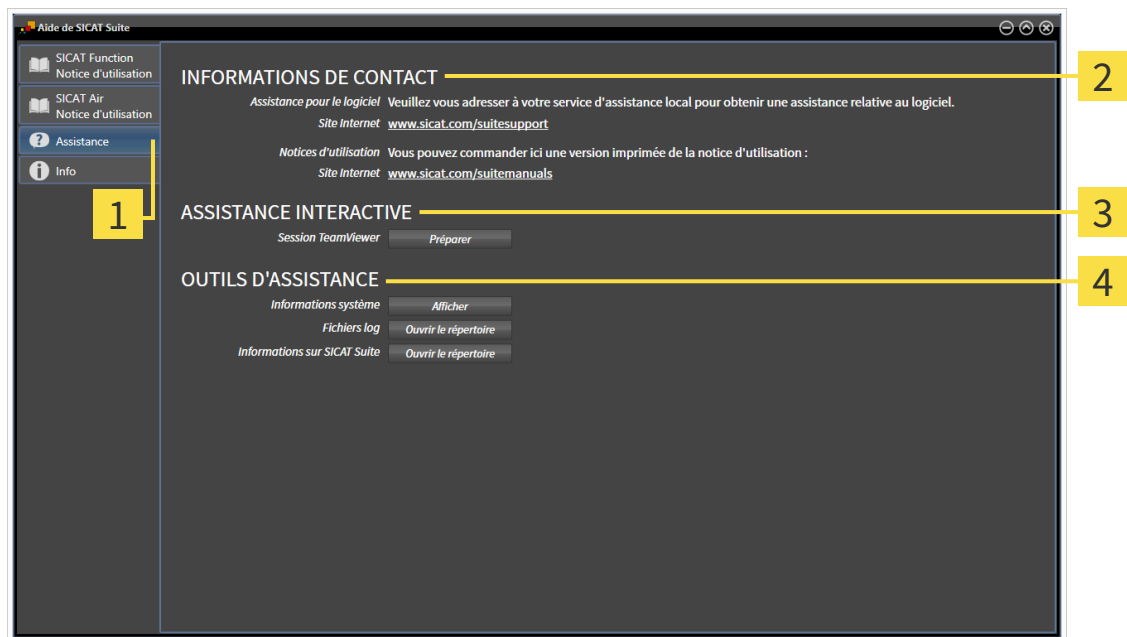 Aide de SICAT Suite
SICAT Function
Notice d'utilisation
SICAT Air
Notice d'utilisation
Assistance
Info
1
INFORMATIONS DE CONTACT
2
Assistance pour le logiciel Veuillez vous adresser à votre service d'assistance local pour obtenir une assistance relative au logiciel.
Site Internet www.sicat.com/suitesupport
Notices d'utilisation Vous pouvez commander ici une version imprimée de la notice d'utilisation :
Site Internet www.sicat.com/suitemanuals
ASSISTANCE INTERACTIVE
3
Session TeamViewer Préparer
OUTILS D'ASSISTANCE
4
Informations système Afficher
Fichiers log Ouvrir le répertoire
Informations sur SICAT Suite Ouvrir le répertoire